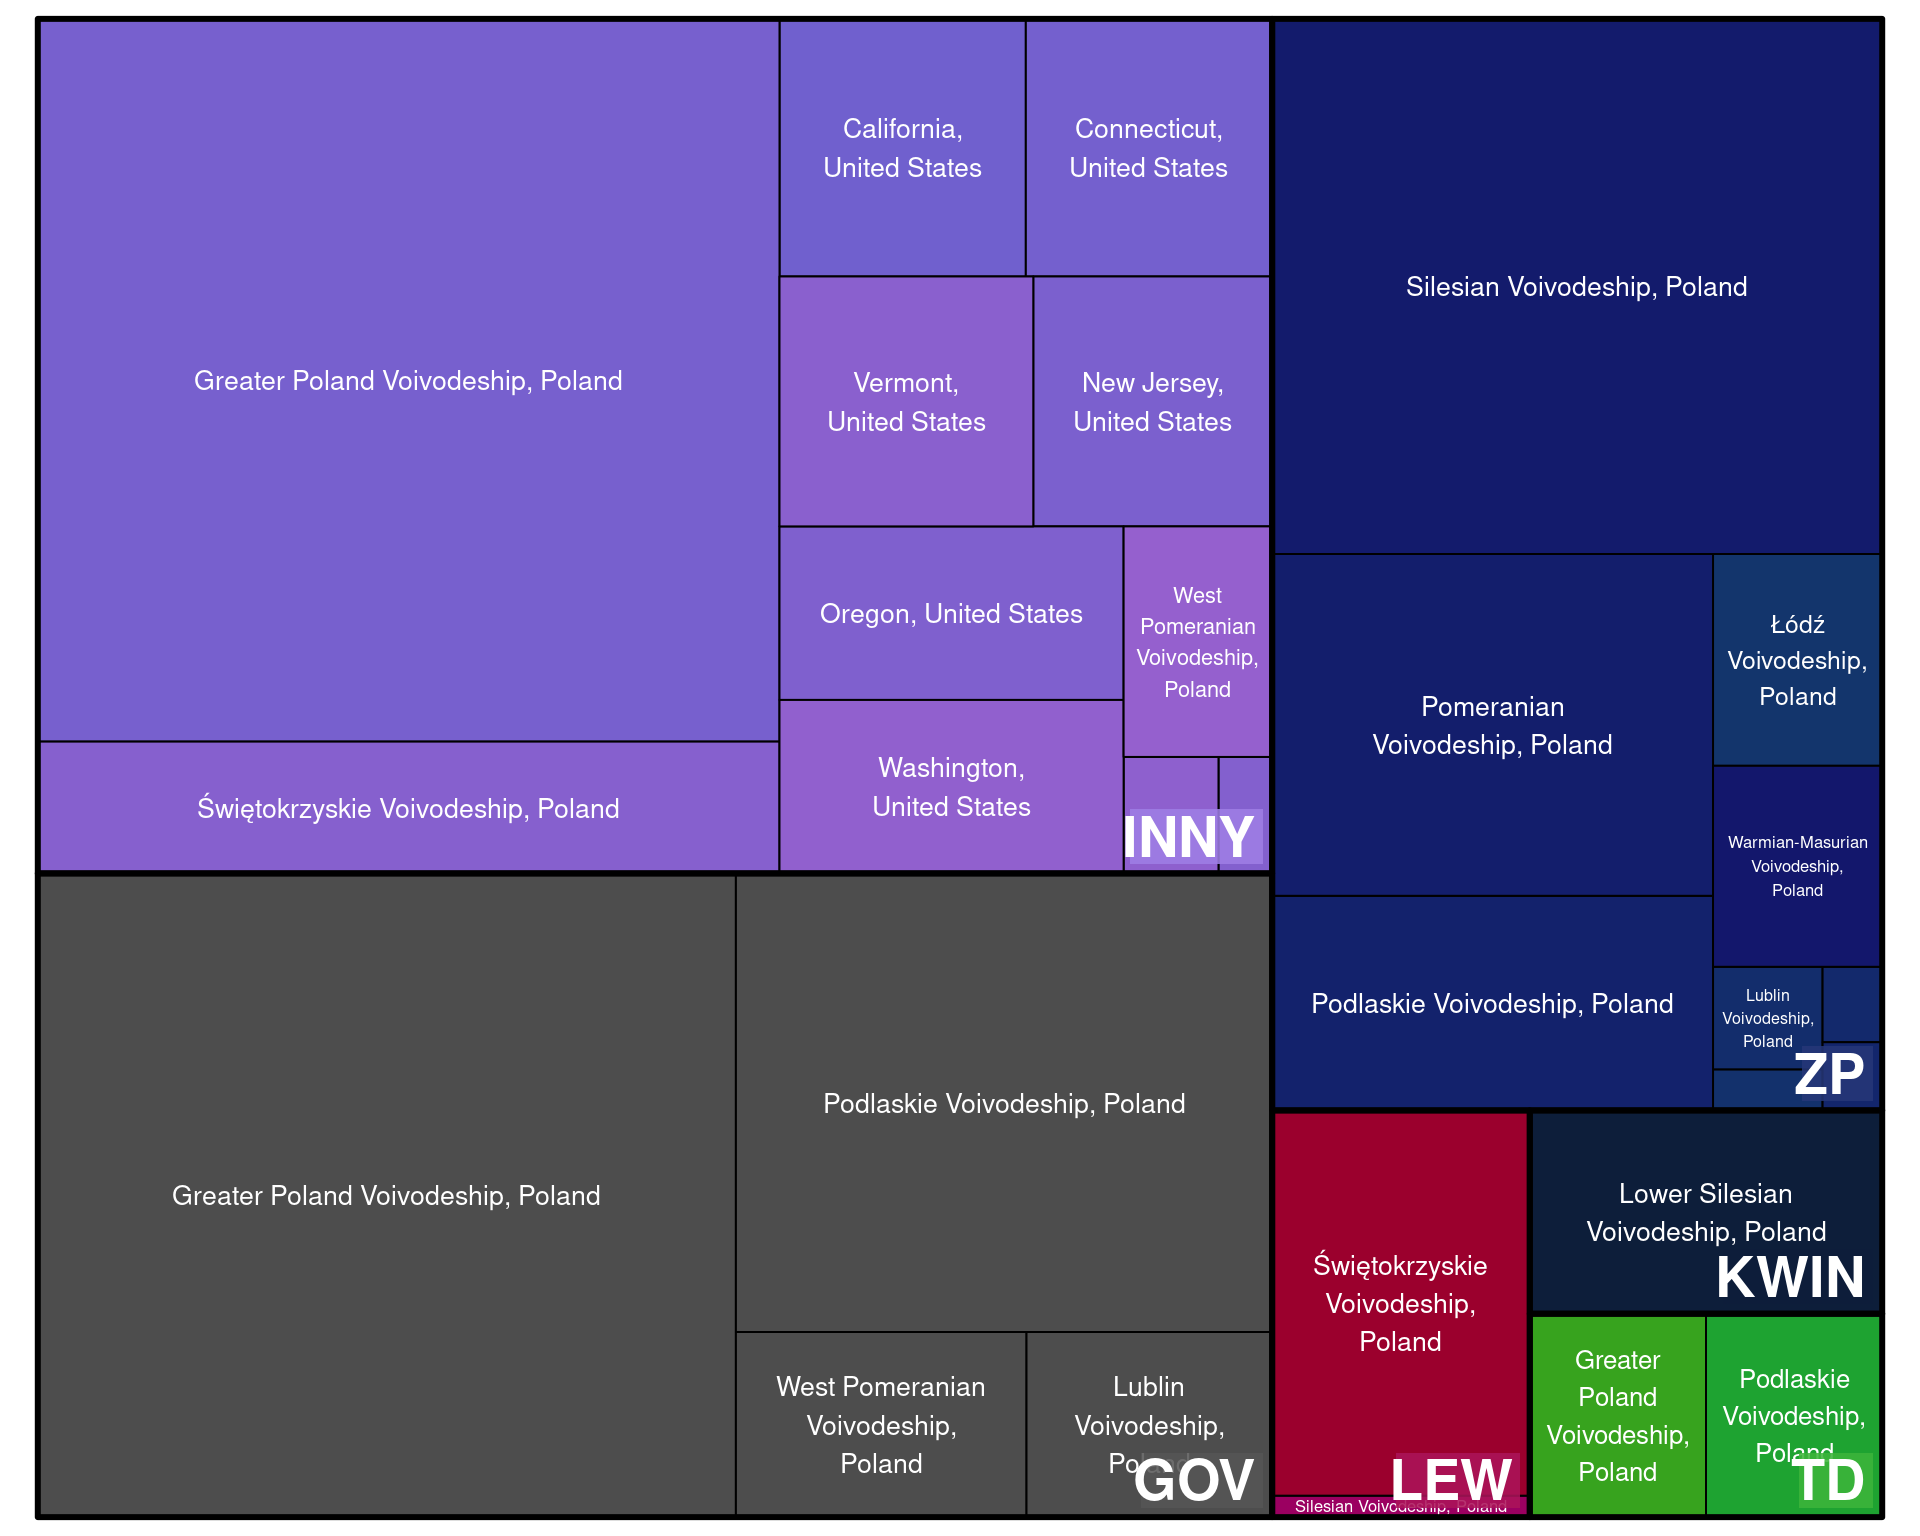 Greater Poland Voivodeship, Poland
Świętokrzyskie Voivodeship, Poland
California,
United States
Connecticut,
United States
Vermont,
United States
New Jersey,
United States
Oregon, United States
West
Pomeranian
Voivodeship,
Poland
Washington,
United States
INNY
Greater Poland Voivodeship, Poland
Podlaskie Voivodeship, Poland
West Pomeranian
Voivodeship,
Poland
Lublin
Voivodeship,
Poland
GOV
Silesian Voivodeship, Poland
Pomeranian
Voivodeship, Poland
Łódź
Voivodeship,
Poland
Warmian-Masurian
Voivodeship,
Poland
Podlaskie Voivodeship, Poland
Lublin
Voivodeship,
Poland
ZP
Świętokrzyskie
Voivodeship,
Poland
Silesian Voivodeship, Poland
LEW
Lower Silesian
Voivodeship, Poland
KWIN
Greater
Poland
Voivodeship,
Poland
Podlaskie
Voivodeship,
Poland
TD